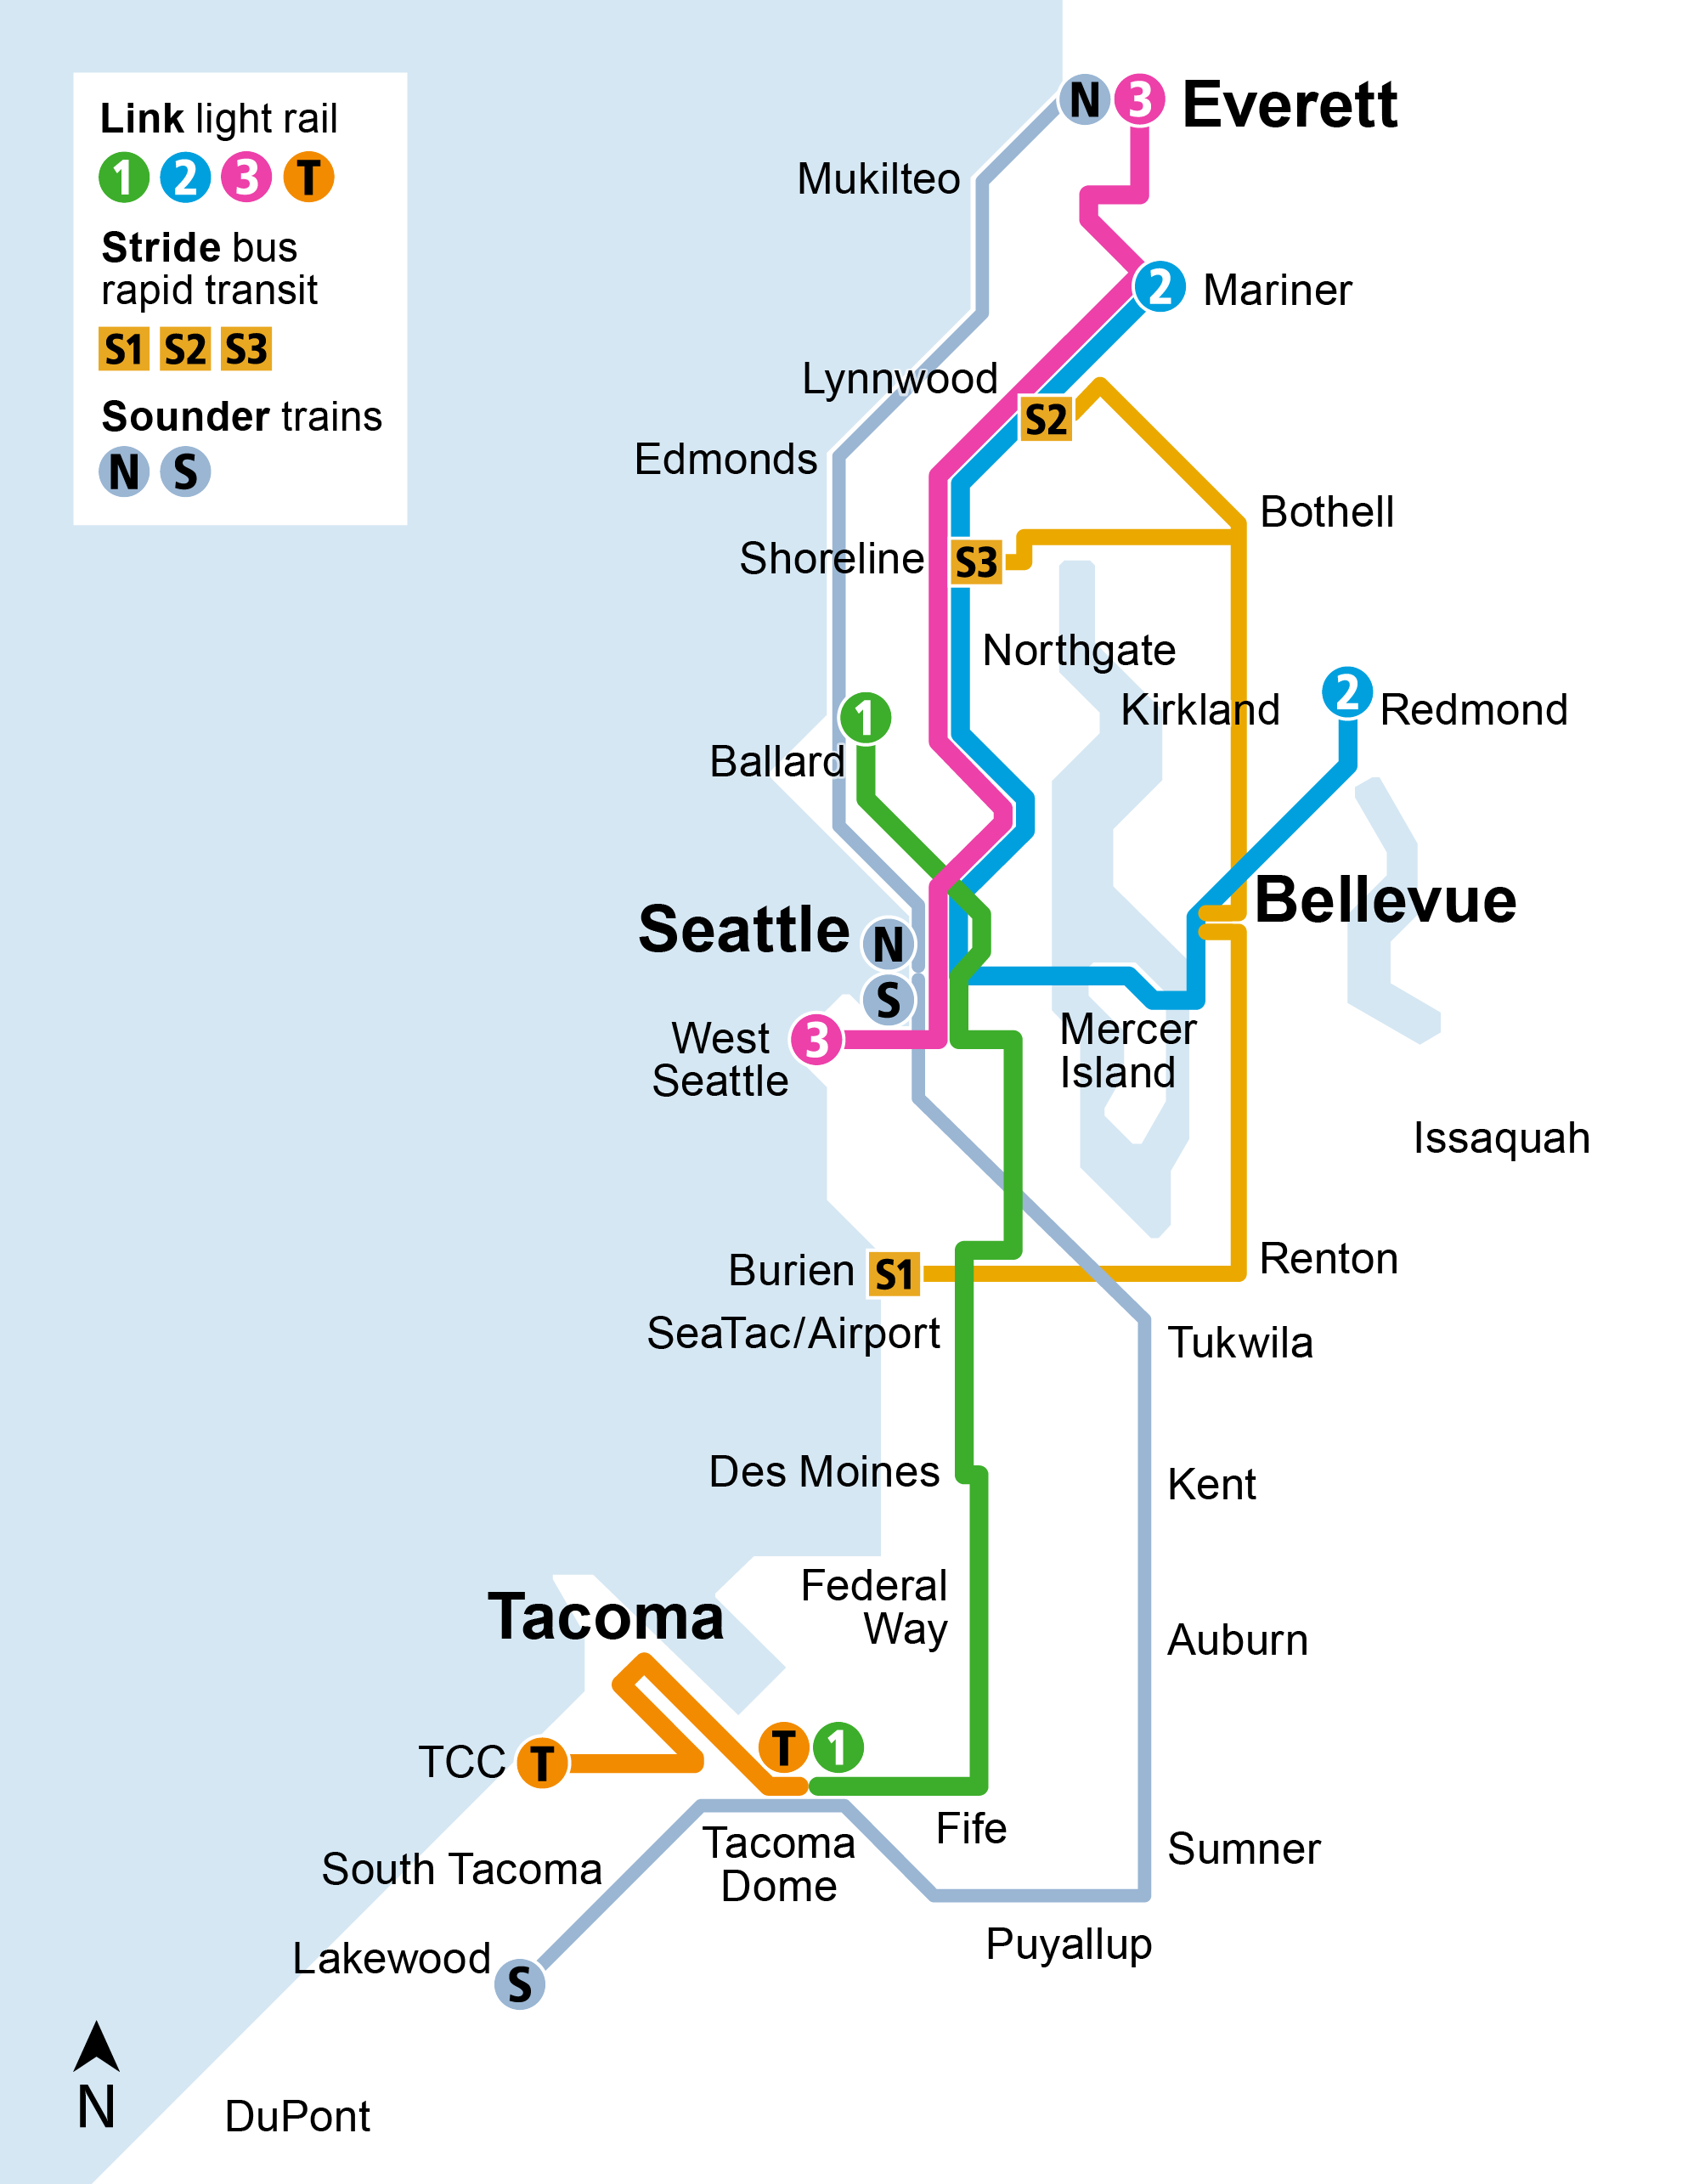 Link light rail
1 2 3 T
Stride bus
rapid transit
S1 S2 S3
Sounder trains
N S
N 3 Everett
Mukilteo
2 Mariner
Lynnwood
S2
Edmonds
Bothell
Shoreline
S3
Northgate
Kirkland
2 Redmond
1
Ballard
Bellevue
Seattle
N
S
West
Seattle
3
Mercer
Island
Issaquah
Burien S1
Renton
SeaTac/Airport
Tukwila
Des Moines
Kent
Federal
Way
Tacoma
Auburn
TCC T
T 1
Tacoma
Dome
Fife
Sumner
South Tacoma
Puyallup
Lakewood
S
N
DuPont